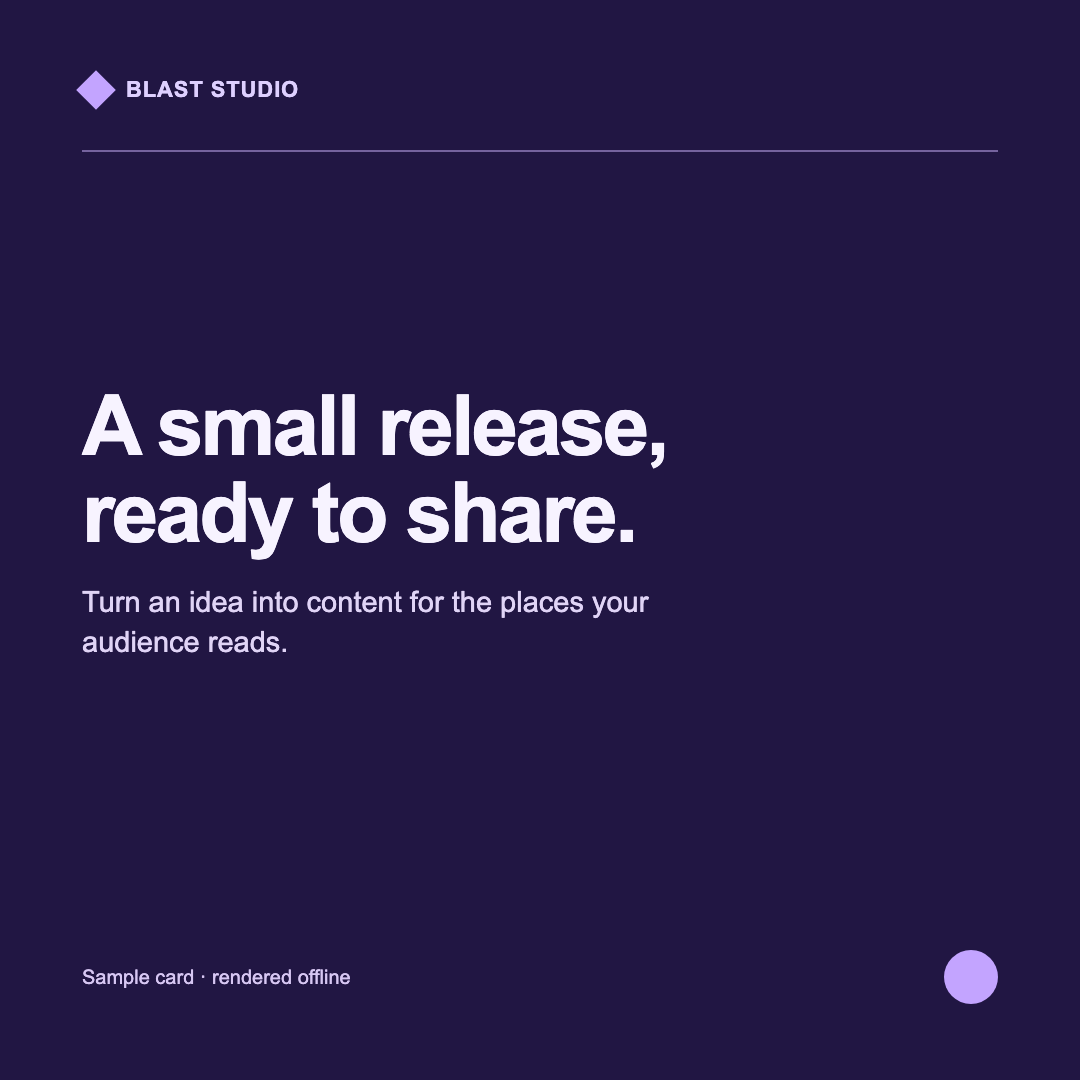 BLAST STUDIO
A small release,
ready to share.
Turn an idea into content for the places your
audience reads.
Sample card · rendered offline